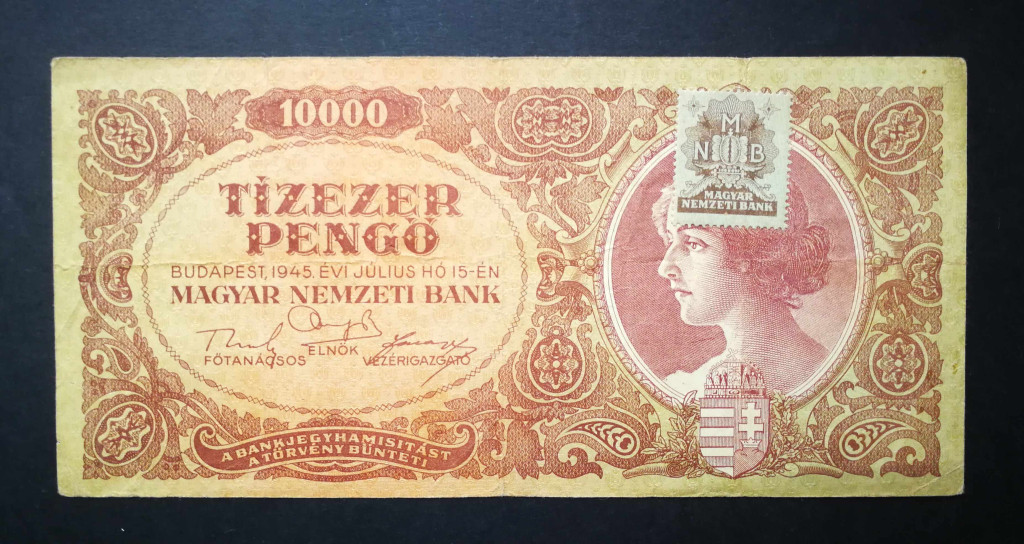 10000
TÍZEZER
PENGŐ
BUDAPEST, 1945. ÉVI JÚLIUS HÓ 15-ÉN
MAGYAR NEMZETI BANK
FŐTANÁCSOS ELNÖK VEZÉRIGAZGATÓ
A BANKJEGYHAMISITÁST
A TÖRVÉNY BÜNTETI
M
N B
MAGYAR
NEMZETI BANK